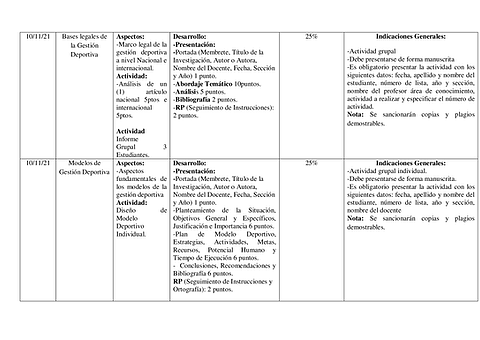 10/11/21
Bases legales de
la Gestión
Deportiva
Aspectos:
-Marco legal de la
gestión deportiva
a nivel Nacional e
internacional.
Actividad:
-Análisis de un
(1) artículo
nacional 5ptos e
internacional
5ptos.
Actividad
Informe
Grupal 3
Estudiantes.
Desarrollo:
-Presentación:
-Portada (Membrete, Título de la
Investigación, Autor o Autora,
Nombre del Docente, Fecha, Sección
y Año) 1 punto.
-Abordaje Temático 10puntos.
-Análisis 5 puntos.
-Bibliografía 2 puntos.
-RP (Seguimiento de Instrucciones):
2 puntos.
25%
Indicaciones Generales:
-Actividad grupal
-Debe presentarse de forma manuscrita
-Es obligatorio presentar la actividad con los
siguientes datos: fecha, apellido y nombre del
estudiante, número de lista, año y sección,
nombre del profesor área de conocimiento,
actividad a realizar y especificar el número de
actividad.
Nota: Se sancionarán copias y plagios
demostrables.
10/11/21
Modelos de
Gestión Deportiva
Aspectos:
-Aspectos
fundamentales de
los modelos de la
gestión deportiva
Actividad:
Diseño de
Modelo
Deportivo
Individual.
Desarrollo:
-Presentación:
-Portada (Membrete, Título de la
Investigación, Autor o Autora,
Nombre del Docente, Fecha, Sección
y Año) 1 punto.
-Planteamiento de la Situación,
Objetivos General y Específicos,
Justificación e Importancia 6 puntos.
-Plan de Modelo Deportivo,
Estrategias, Actividades, Metas,
Recursos, Potencial Humano y
Tiempo de Ejecución 6 puntos.
- Conclusiones, Recomendaciones y
Bibliografía 6 puntos.
RP (Seguimiento de Instrucciones y
Ortografía): 2 puntos.
25%
Indicaciones Generales:
-Actividad grupal individual.
-Debe presentarse de forma manuscrita.
-Es obligatorio presentar la actividad con los
siguientes datos: fecha, apellido y nombre del
estudiante, número de lista, año y sección,
nombre del docente
Nota: Se sancionarán copias y plagios
demostrables.